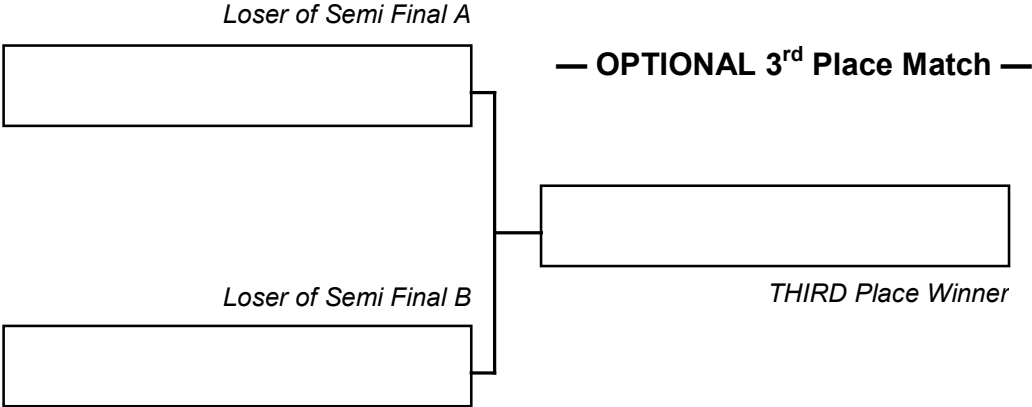 Loser of Semi Final A
— OPTIONAL 3rd Place Match —
Loser of Semi Final B
THIRD Place Winner